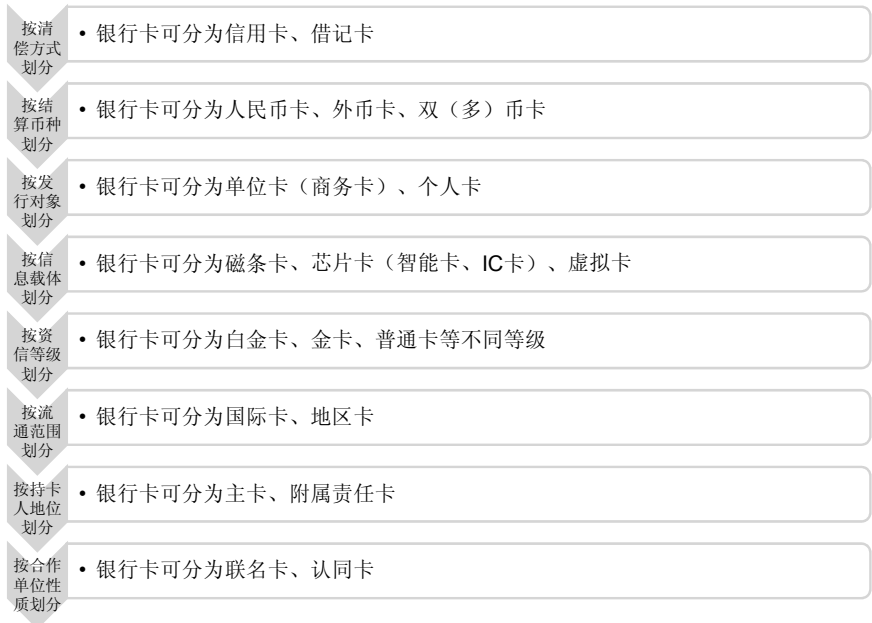 按清
偿方式
划分
• 银行卡可分为信用卡、借记卡
按结
算币种
划分
• 银行卡可分为人民币卡、外币卡、双（多）币卡
按发
行对象
划分
• 银行卡可分为单位卡（商务卡）、个人卡
按信
息载体
划分
• 银行卡可分为磁条卡、芯片卡（智能卡、IC卡）、虚拟卡
按资
信等级
划分
• 银行卡可分为白金卡、金卡、普通卡等不同等级
按流
通范围
划分
• 银行卡可分为国际卡、地区卡
按持卡
人地位
划分
• 银行卡可分为主卡、附属责任卡
按合作
单位性
质划分
• 银行卡可分为联名卡、认同卡